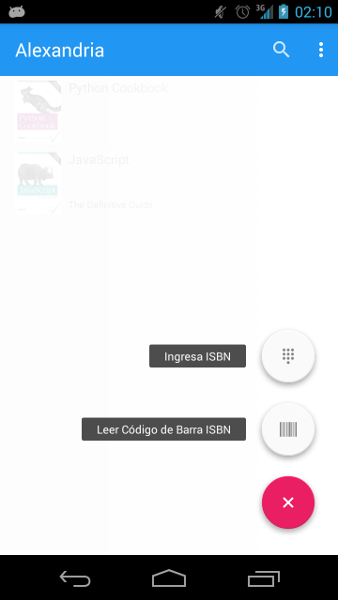 3G
02:10
Alexandria
Python Cookbook
JavaScript
The Definitive Guide
Ingresa ISBN
Leer Código de Barra ISBN